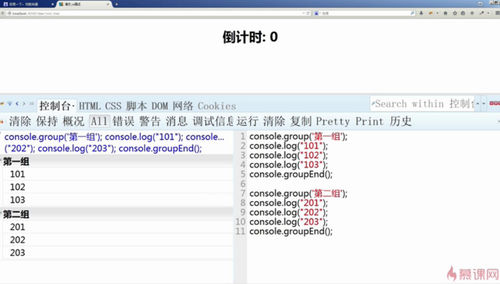 倒计时: 0
控制台 HTML CSS 脚本 DOM 网络 Cookies
Search within 控制台
清除 保持 概况 All 错误 警告 消息 调试信息 运行 清除 复制 Pretty Print 历史
console.group('第一组'); console.log("101"); console...
("202"); console.log("203"); console.groupEnd();
第一组
101
102
103
第二组
201
202
203
1 console.group('第一组');
2 console.log("101");
3 console.log("102");
4 console.log("103");
5 console.groupEnd();
6
7 console.group('第二组');
8 console.log("201");
9 console.log("202");
10 console.log("203");
11 console.groupEnd();
慕课网